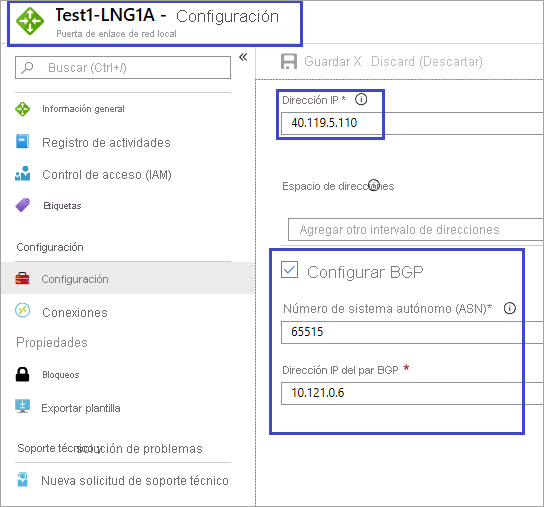 Test1-LNG1A - Configuración
Puerta de enlace de red local
Buscar (Ctrl+/)
«
Guardar X Discard (Descartar)
Información general
Registro de actividades
Control de acceso (IAM)
Etiquetas
Configuración
Configuración
Conexiones
Propiedades
Bloqueos
Exportar plantilla
Soporte técnico y solución de problemas
Nueva solicitud de soporte técnico
Dirección IP *
40.119.5.110
Espacio de direcciones
Agregar otro intervalo de direcciones
Configurar BGP
Número de sistema autónomo (ASN)*
65515
Dirección IP del par BGP *
10.121.0.6